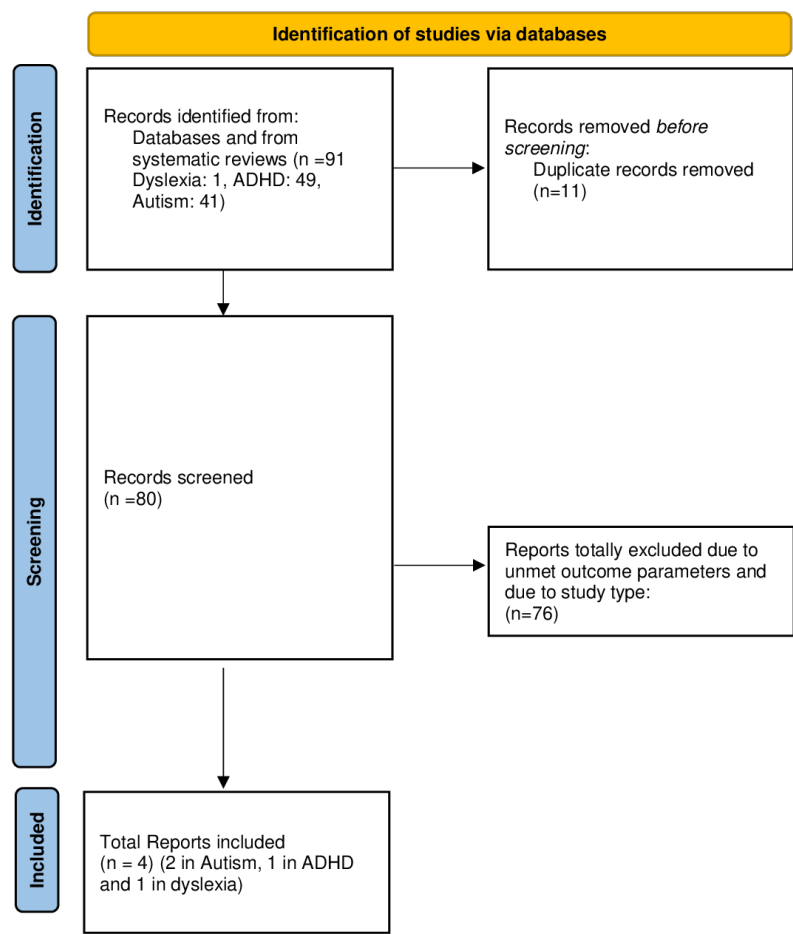 Identification of studies via databases
Identification
Records identified from:
Databases and from
systematic reviews (n =91
Dyslexia: 1, ADHD: 49,
Autism: 41)
Records removed before
screening:
Duplicate records removed
(n=11)
Screening
Records screened
(n =80)
Reports totally excluded due to
unmet outcome parameters and
due to study type:
(n=76)
Included
Total Reports included
(n = 4) (2 in Autism, 1 in ADHD
and 1 in dyslexia)